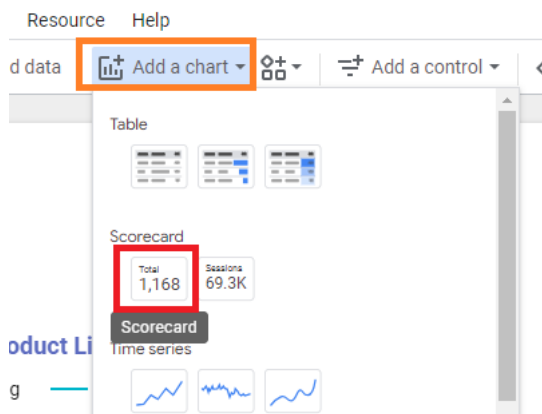 Resource Help
d data Add a chart Add a control
Table
Scorecard
Total
1,168
Sessions
69.3K
Scorecard
oduct Li
Time series
g